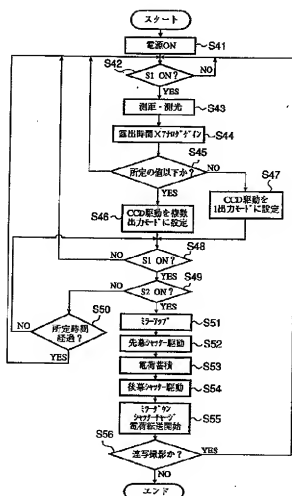 スタート
電源ON
S41
S42
S1 ON?
NO
YES
測距・測光
S43
露出時間×アナログゲイン
S44
S45
所定の値以下か?
NO
S47
YES
S46
CCD駆動を複数
出力モードに設定
CCD駆動を
1出力モードに設定
S48
NO
S1 ON?
YES
S49
NO
S2 ON?
S50
YES
NO
所定時間
経過?
YES
ミラーアップ
S51
先幕シャッター駆動
S52
電荷蓄積
S53
後幕シャッター駆動
S54
ミラーダウン
シャッターチャージ
電荷転送開始
S55
S56
連写撮影か?
YES
NO
エンド